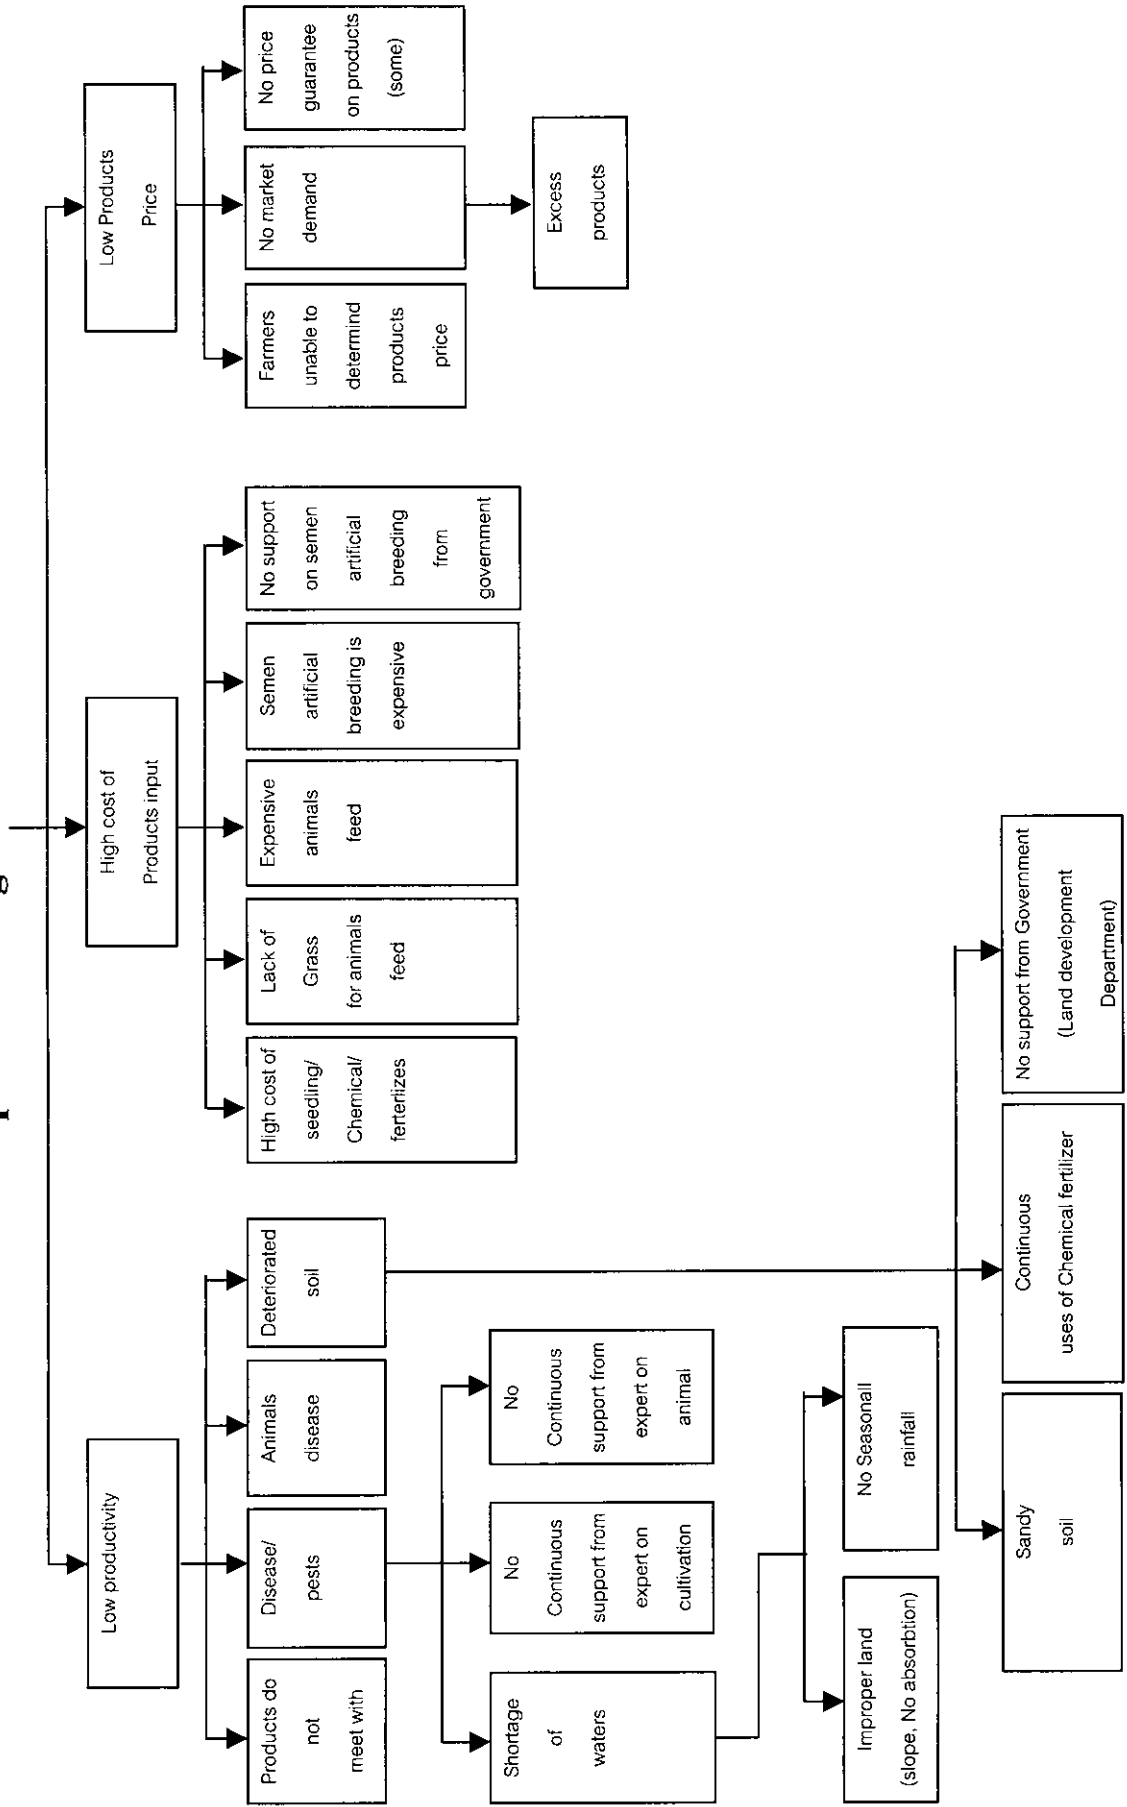 Low productivity
High cost of
Products input
Low Products
Price
Products do
not
meet with
Disease/
pests
Animals
disease
Deteriorated
soil
High cost of
seedling/
Chemical/
ferterlizes
Lack of
Grass
for animals
feed
Expensive
animals
feed
Semen
artificial
breeding is
expensive
No support
on semen
artificial
breeding
from
government
Farmers
unable to
determind
products
price
No market
demand
No price
guarantee
on products
(some)
Shortage
of
waters
No
Continuous
support from
expert on
cultivation
No
Continuous
support from
expert on
animal
Excess
products
Improper land
(slope, No absorbtion)
No Seasonall
rainfall
Sandy
soil
Continuous
uses of Chemical fertilizer
No support from Government
(Land development
Department)